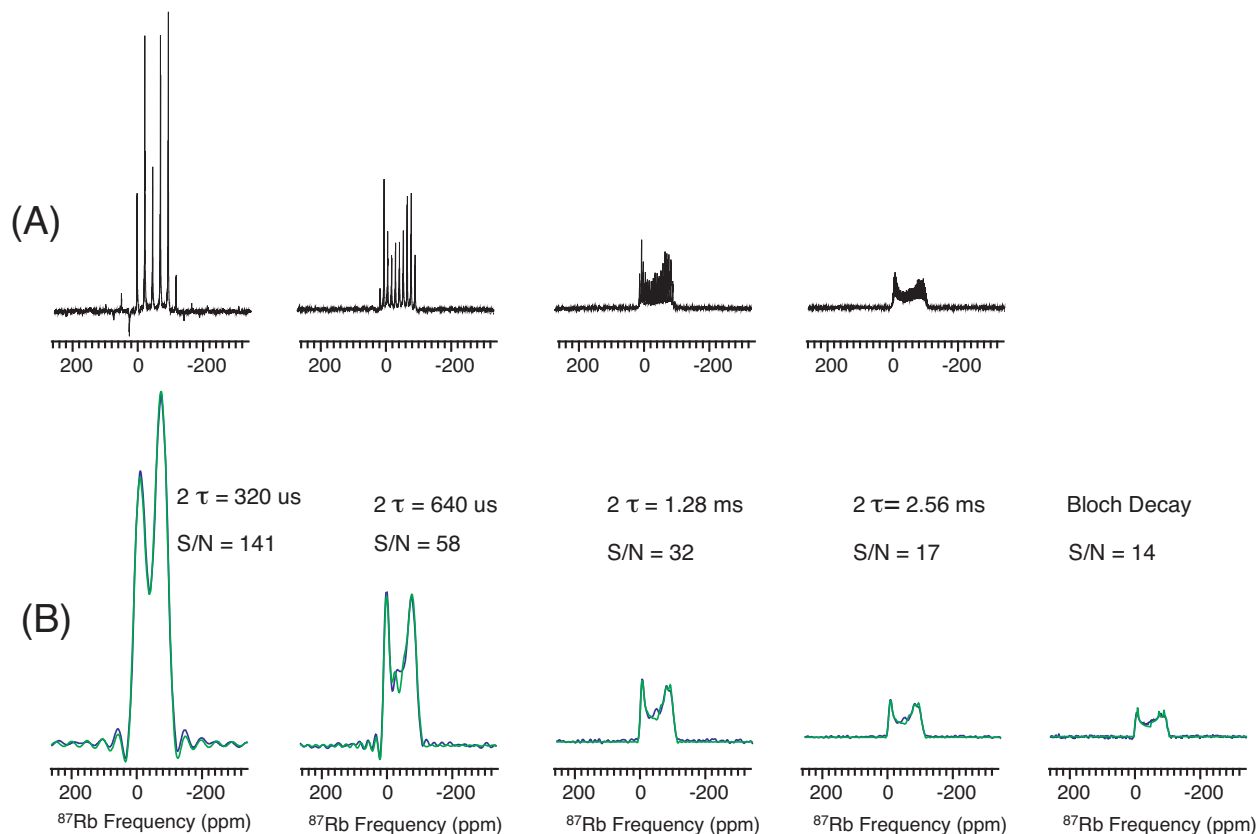 (A)
200 0 -200
200 0 -200
200 0 -200
200 0 -200
2 τ = 320 us
S/N = 141
2 τ = 640 us
S/N = 58
2 τ = 1.28 ms
S/N = 32
2 τ= 2.56 ms
S/N = 17
Bloch Decay
S/N = 14
(B)
200 0 -200
200 0 -200
200 0 -200
200 0 -200
200 0 -200
⁸⁷Rb Frequency (ppm)
⁸⁷Rb Frequency (ppm)
⁸⁷Rb Frequency (ppm)
⁸⁷Rb Frequency (ppm)
⁸⁷Rb Frequency (ppm)